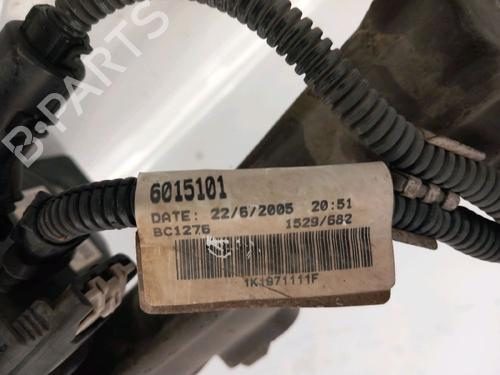 B-PARTS
6015101
DATE: 22/6/2005 20:51
BC1276 1529/682
1K1971111F